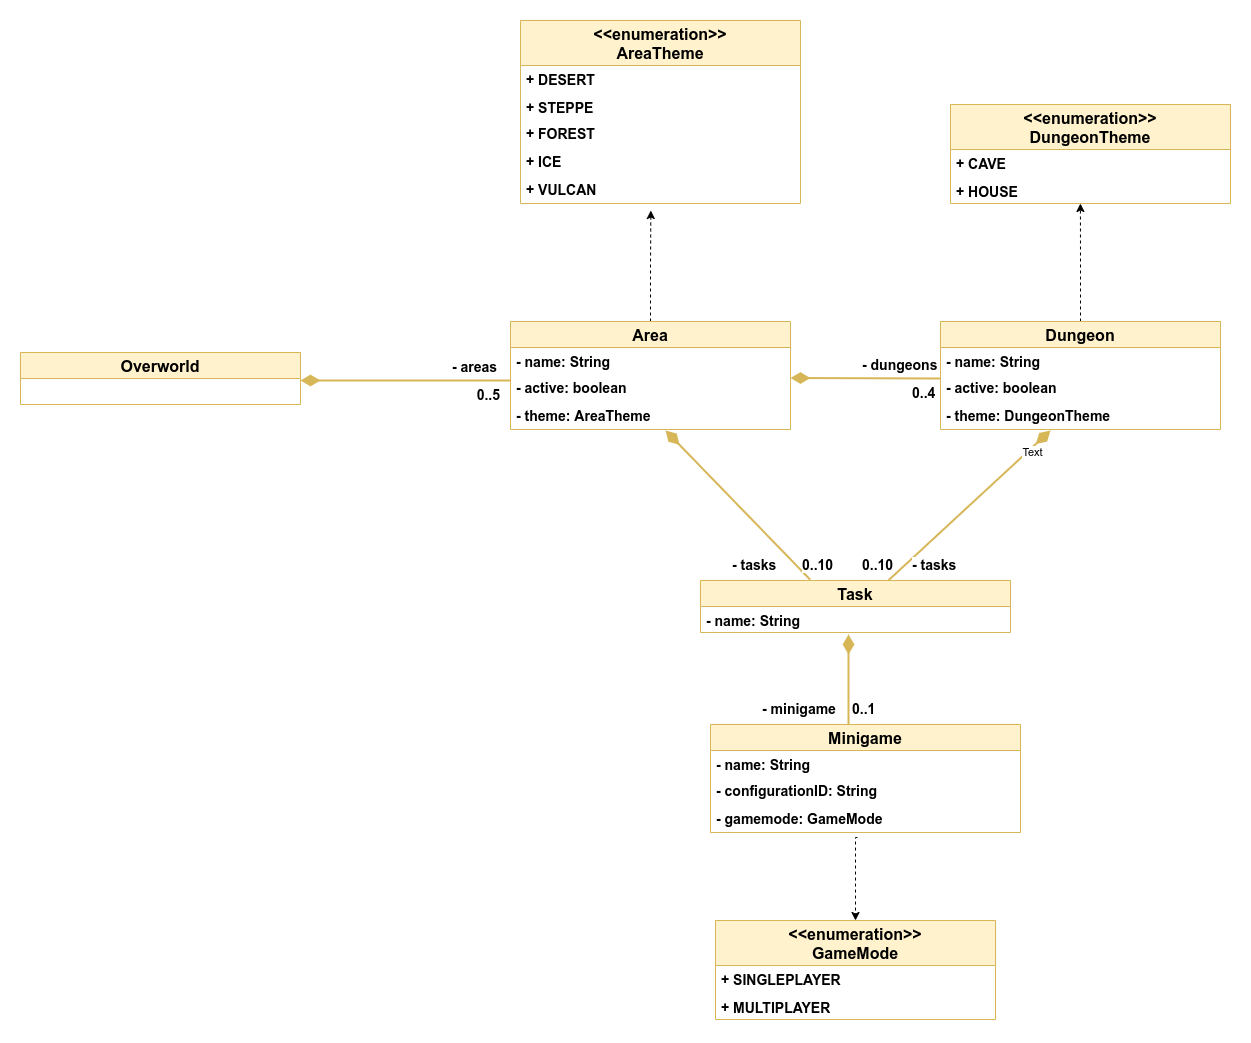 <<enumeration>>
AreaTheme
+ DESERT
+ STEPPE
+ FOREST
+ ICE
+ VULCAN
<<enumeration>>
DungeonTheme
+ CAVE
+ HOUSE
Overworld
- areas
0..5
Area
- name: String
- active: boolean
- theme: AreaTheme
- dungeons
0..4
Dungeon
- name: String
- active: boolean
- theme: DungeonTheme
Text
- tasks
0..10
0..10
- tasks
Task
- name: String
- minigame
0..1
Minigame
- name: String
- configurationID: String
- gamemode: GameMode
<<enumeration>>
GameMode
+ SINGLEPLAYER
+ MULTIPLAYER